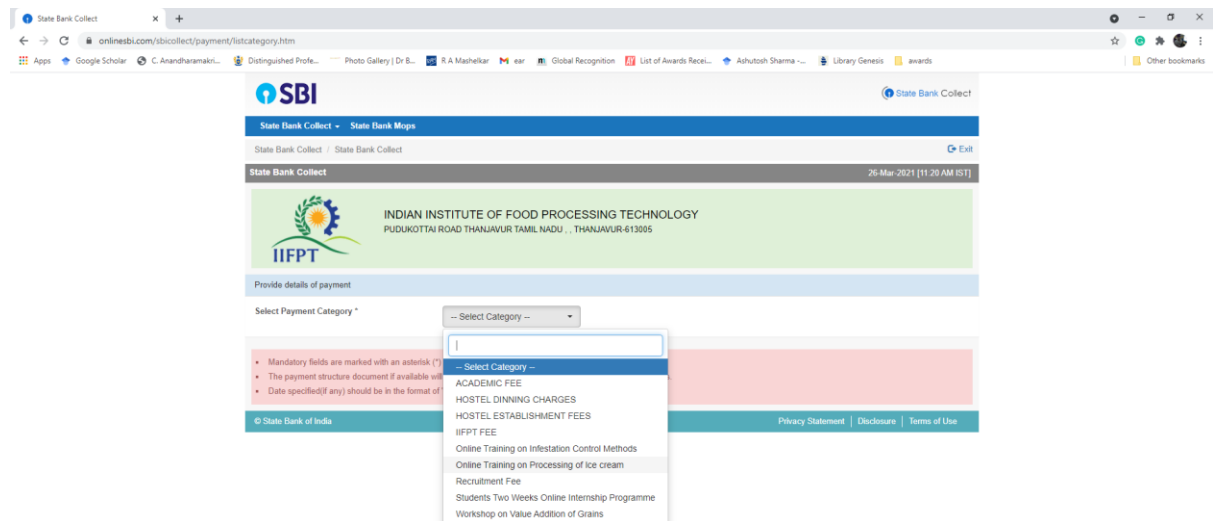 State Bank Collect
onlinesbi.com/sbicollect/payment/listcategory.htm
Apps Google Scholar C. Anandharamakri... Distinguished Profe... Photo Gallery | Dr B... R A Mashelkar ear Global Recognition List of Awards Recei... Ashutosh Sharma -... Library Genesis awards Other bookmarks
SBI State Bank Collect
State Bank Collect State Bank Mops
State Bank Collect / State Bank Collect Exit
State Bank Collect 26-Mar-2021 [11:20 AM IST]
INDIAN INSTITUTE OF FOOD PROCESSING TECHNOLOGY
PUDUKOTTAI ROAD THANJAVUR TAMIL NADU , , THANJAVUR-613005
IIFPT
Provide details of payment
Select Payment Category * -- Select Category --
Mandatory fields are marked with an asterisk (*)
-- Select Category --
The payment structure document if available will
ACADEMIC FEE
Date specified(if any) should be in the format of
HOSTEL DINNING CHARGES
HOSTEL ESTABLISHMENT FEES
© State Bank of India Privacy Statement | Disclosure | Terms of Use
IIFPT FEE
Online Training on Infestation Control Methods
Online Training on Processing of Ice cream
Recruitment Fee
Students Two Weeks Online Internship Programme
Workshop on Value Addition of Grains